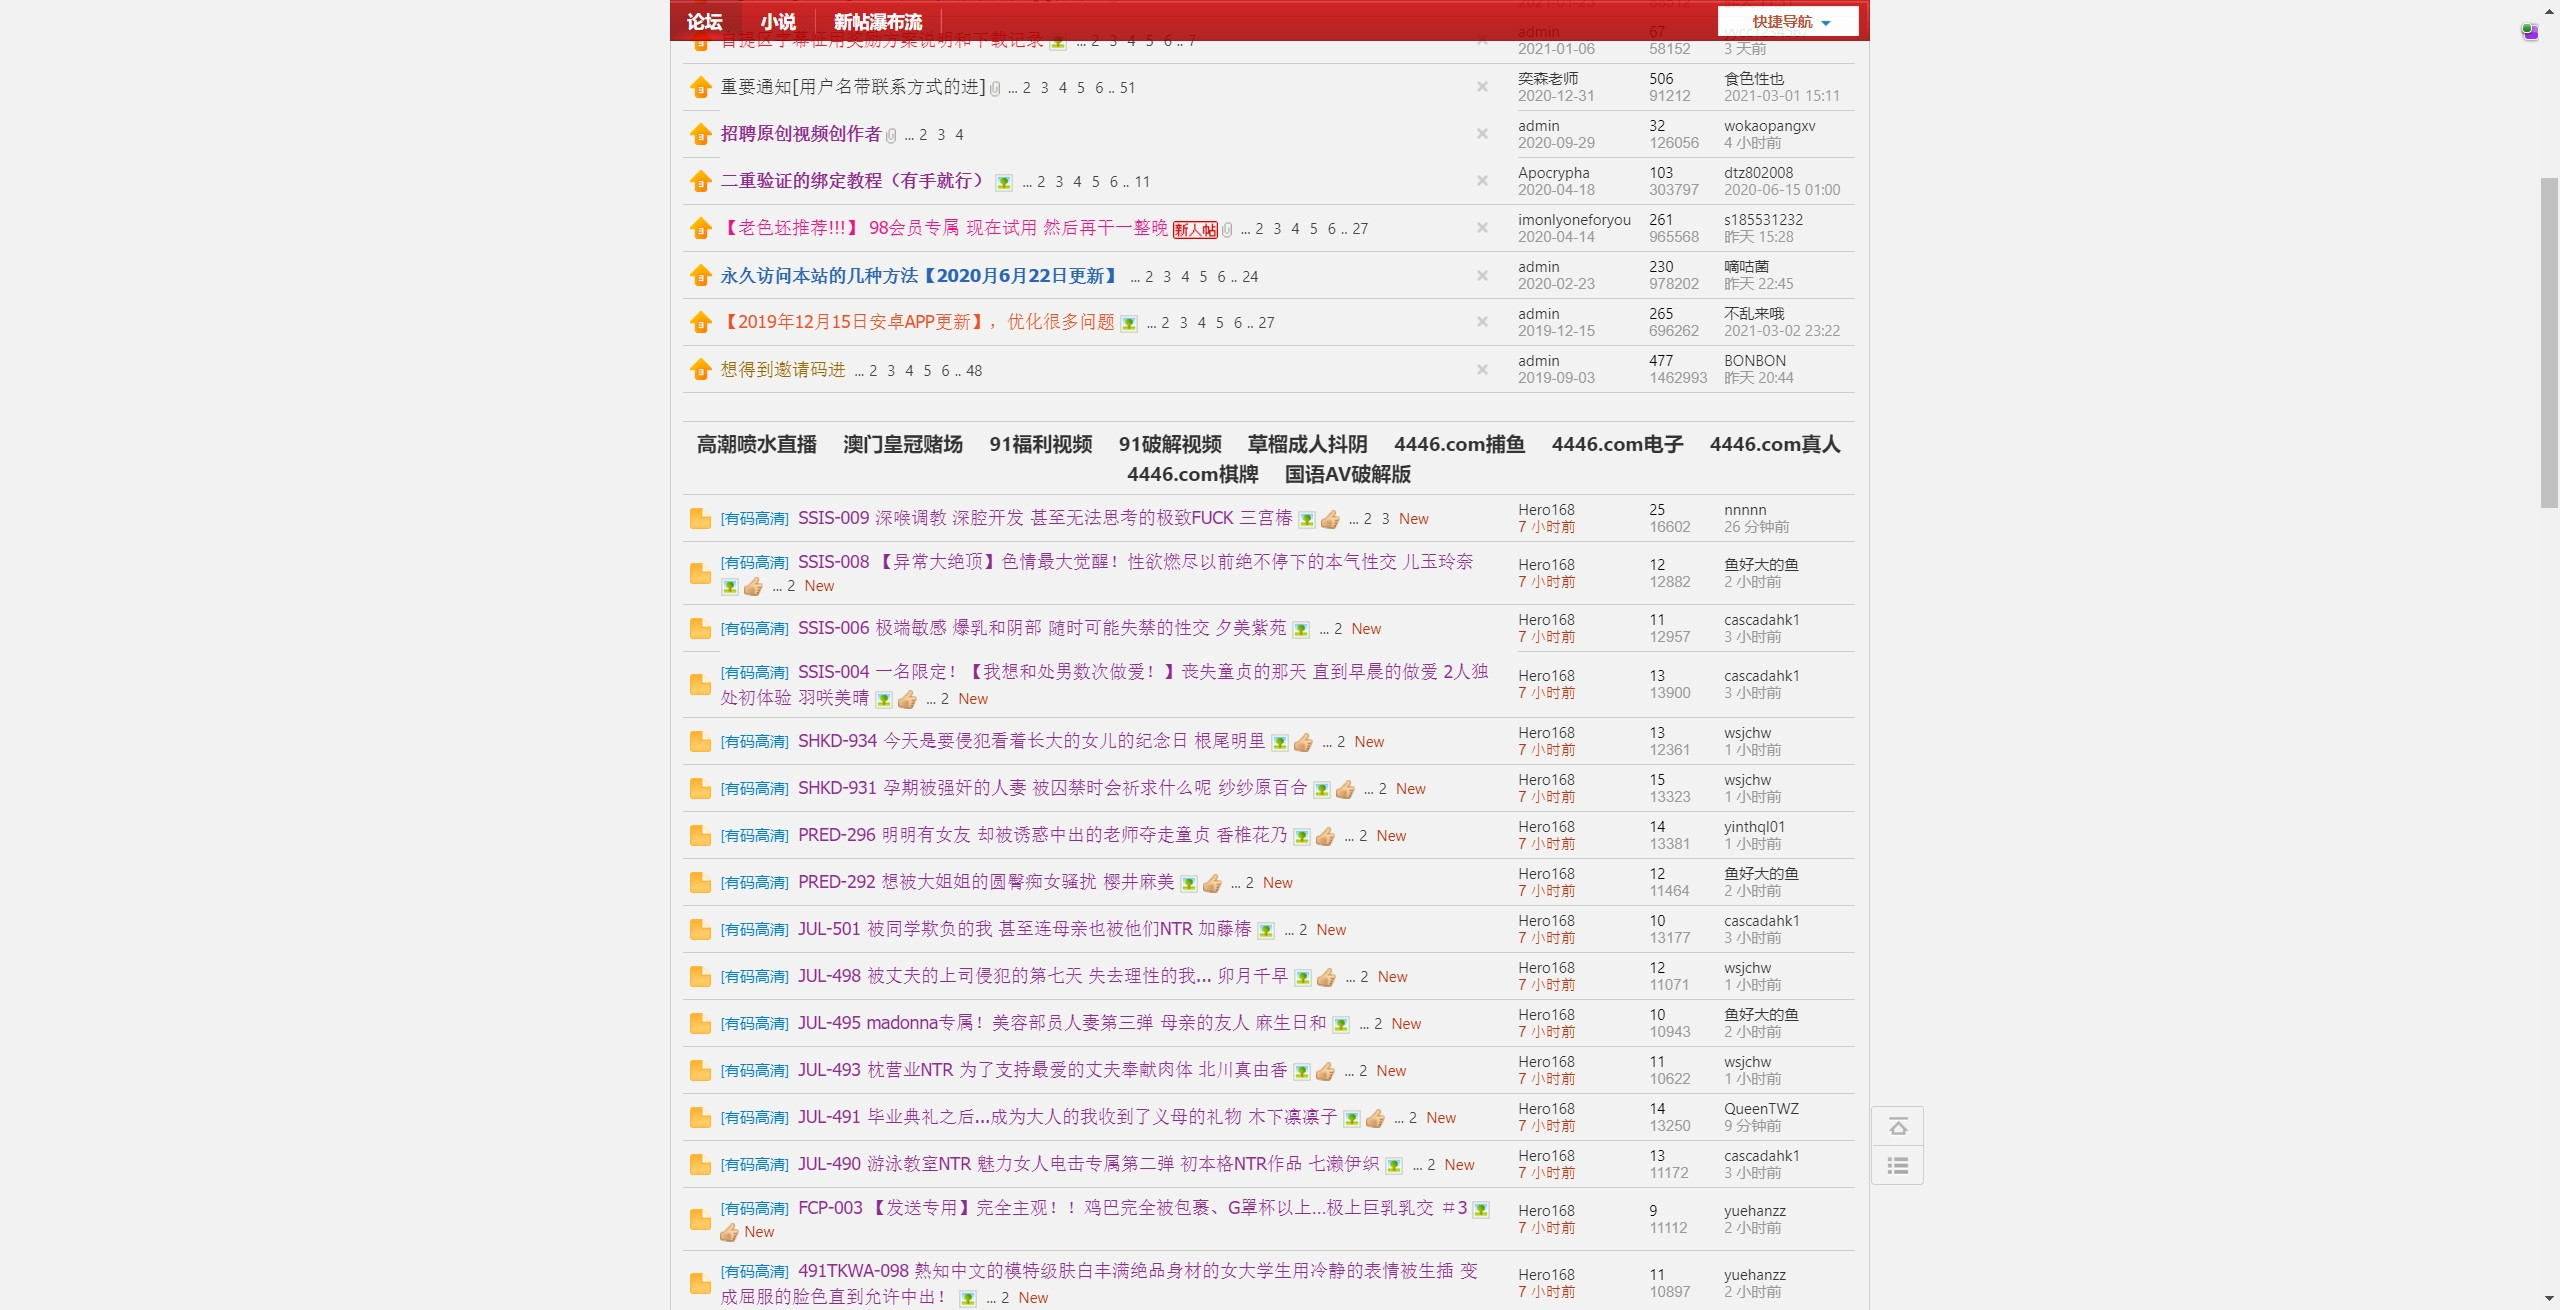 论坛 小说 新帖瀑布流 快捷导航
自提区字幕征用奖励方案说明和下载记录 ... 2 3 4 5 6 .. 7 admin 67
2021-01-06 58152 3 天前
重要通知[用户名带联系方式的进] ... 2 3 4 5 6 .. 51 奕森老师 506 食色性也
2020-12-31 91212 2021-03-01 15:11
招聘原创视频创作者 ... 2 3 4 admin 32 wokaopangxv
2020-09-29 126056 4 小时前
二重验证的绑定教程（有手就行） ... 2 3 4 5 6 .. 11 Apocrypha 103 dtz802008
2020-04-18 303797 2020-06-15 01:00
【老色坯推荐!!!】 98会员专属 现在试用 然后再干一整晚 新人帖 ... 2 3 4 5 6 .. 27 imonlyoneforyou 261 s185531232
2020-04-14 965568 昨天 15:28
永久访问本站的几种方法【2020月6月22日更新】 ... 2 3 4 5 6 .. 24 admin 230 嘀咕菌
2020-02-23 978202 昨天 22:45
【2019年12月15日安卓APP更新】，优化很多问题 ... 2 3 4 5 6 .. 27 admin 265 不乱来哦
2019-12-15 696262 2021-03-02 23:22
想得到邀请码进 ... 2 3 4 5 6 .. 48 admin 477 BONBON
2019-09-03 1462993 昨天 20:44
高潮喷水直播 澳门皇冠赌场 91福利视频 91破解视频 草榴成人抖阴 4446.com捕鱼 4446.com电子 4446.com真人
4446.com棋牌 国语AV破解版
[有码高清] SSIS-009 深喉调教 深腔开发 甚至无法思考的极致FUCK 三宫椿 ... 2 3 New Hero168 25 nnnnn
7 小时前 16602 26 分钟前
[有码高清] SSIS-008 【异常大绝顶】色情最大觉醒！性欲燃尽以前绝不停下的本气性交 儿玉玲奈
... 2 New Hero168 12 鱼好大的鱼
7 小时前 12882 2 小时前
[有码高清] SSIS-006 极端敏感 爆乳和阴部 随时可能失禁的性交 夕美紫苑 ... 2 New Hero168 11 cascadahk1
7 小时前 12957 3 小时前
[有码高清] SSIS-004 一名限定！【我想和处男数次做爱！】丧失童贞的那天 直到早晨的做爱 2人独
处初体验 羽咲美晴 ... 2 New Hero168 13 cascadahk1
7 小时前 13900 3 小时前
[有码高清] SHKD-934 今天是要侵犯看着长大的女儿的纪念日 根尾明里 ... 2 New Hero168 13 wsjchw
7 小时前 12361 1 小时前
[有码高清] SHKD-931 孕期被强奸的人妻 被囚禁时会祈求什么呢 纱纱原百合 ... 2 New Hero168 15 wsjchw
7 小时前 13323 1 小时前
[有码高清] PRED-296 明明有女友 却被诱惑中出的老师夺走童贞 香椎花乃 ... 2 New Hero168 14 yinthql01
7 小时前 13381 1 小时前
[有码高清] PRED-292 想被大姐姐的圆臀痴女骚扰 樱井麻美 ... 2 New Hero168 12 鱼好大的鱼
7 小时前 11464 2 小时前
[有码高清] JUL-501 被同学欺负的我 甚至连母亲也被他们NTR 加藤椿 ... 2 New Hero168 10 cascadahk1
7 小时前 13177 3 小时前
[有码高清] JUL-498 被丈夫的上司侵犯的第七天 失去理性的我... 卯月千早 ... 2 New Hero168 12 wsjchw
7 小时前 11071 1 小时前
[有码高清] JUL-495 madonna专属！美容部员人妻第三弹 母亲的友人 麻生日和 ... 2 New Hero168 10 鱼好大的鱼
7 小时前 10943 2 小时前
[有码高清] JUL-493 枕营业NTR 为了支持最爱的丈夫奉献肉体 北川真由香 ... 2 New Hero168 11 wsjchw
7 小时前 10622 1 小时前
[有码高清] JUL-491 毕业典礼之后...成为大人的我收到了义母的礼物 木下凛凛子 ... 2 New Hero168 14 QueenTWZ
7 小时前 13250 9 分钟前
[有码高清] JUL-490 游泳教室NTR 魅力女人电击专属第二弹 初本格NTR作品 七濑伊织 ... 2 New Hero168 13 cascadahk1
7 小时前 11172 3 小时前
[有码高清] FCP-003 【发送专用】完全主观！！鸡巴完全被包裹、G罩杯以上...极上巨乳乳交 ＃3
New Hero168 9 yuehanzz
7 小时前 11112 2 小时前
[有码高清] 491TKWA-098 熟知中文的模特级肤白丰满绝品身材的女大学生用冷静的表情被生插 变
成屈服的脸色直到允许中出！ ... 2 New Hero168 11 yuehanzz
7 小时前 10897 2 小时前